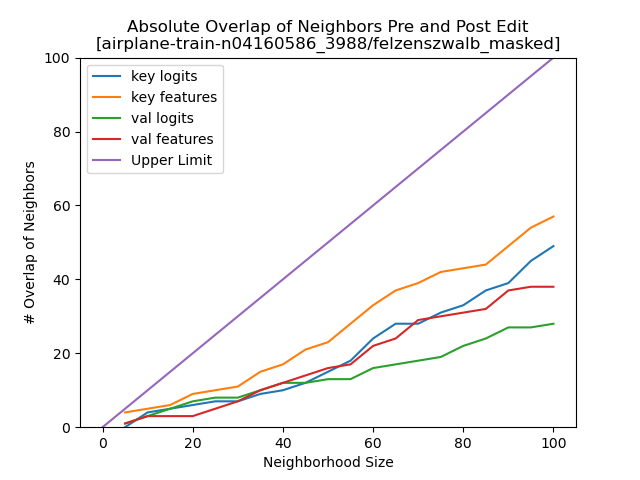 Absolute Overlap of Neighbors Pre and Post Edit
[airplane-train-n04160586_3988/felzenszwalb_masked]
key logits
key features
val logits
val features
Upper Limit
100
80
60
40
20
0
# Overlap of Neighbors
0 20 40 60 80 100
Neighborhood Size